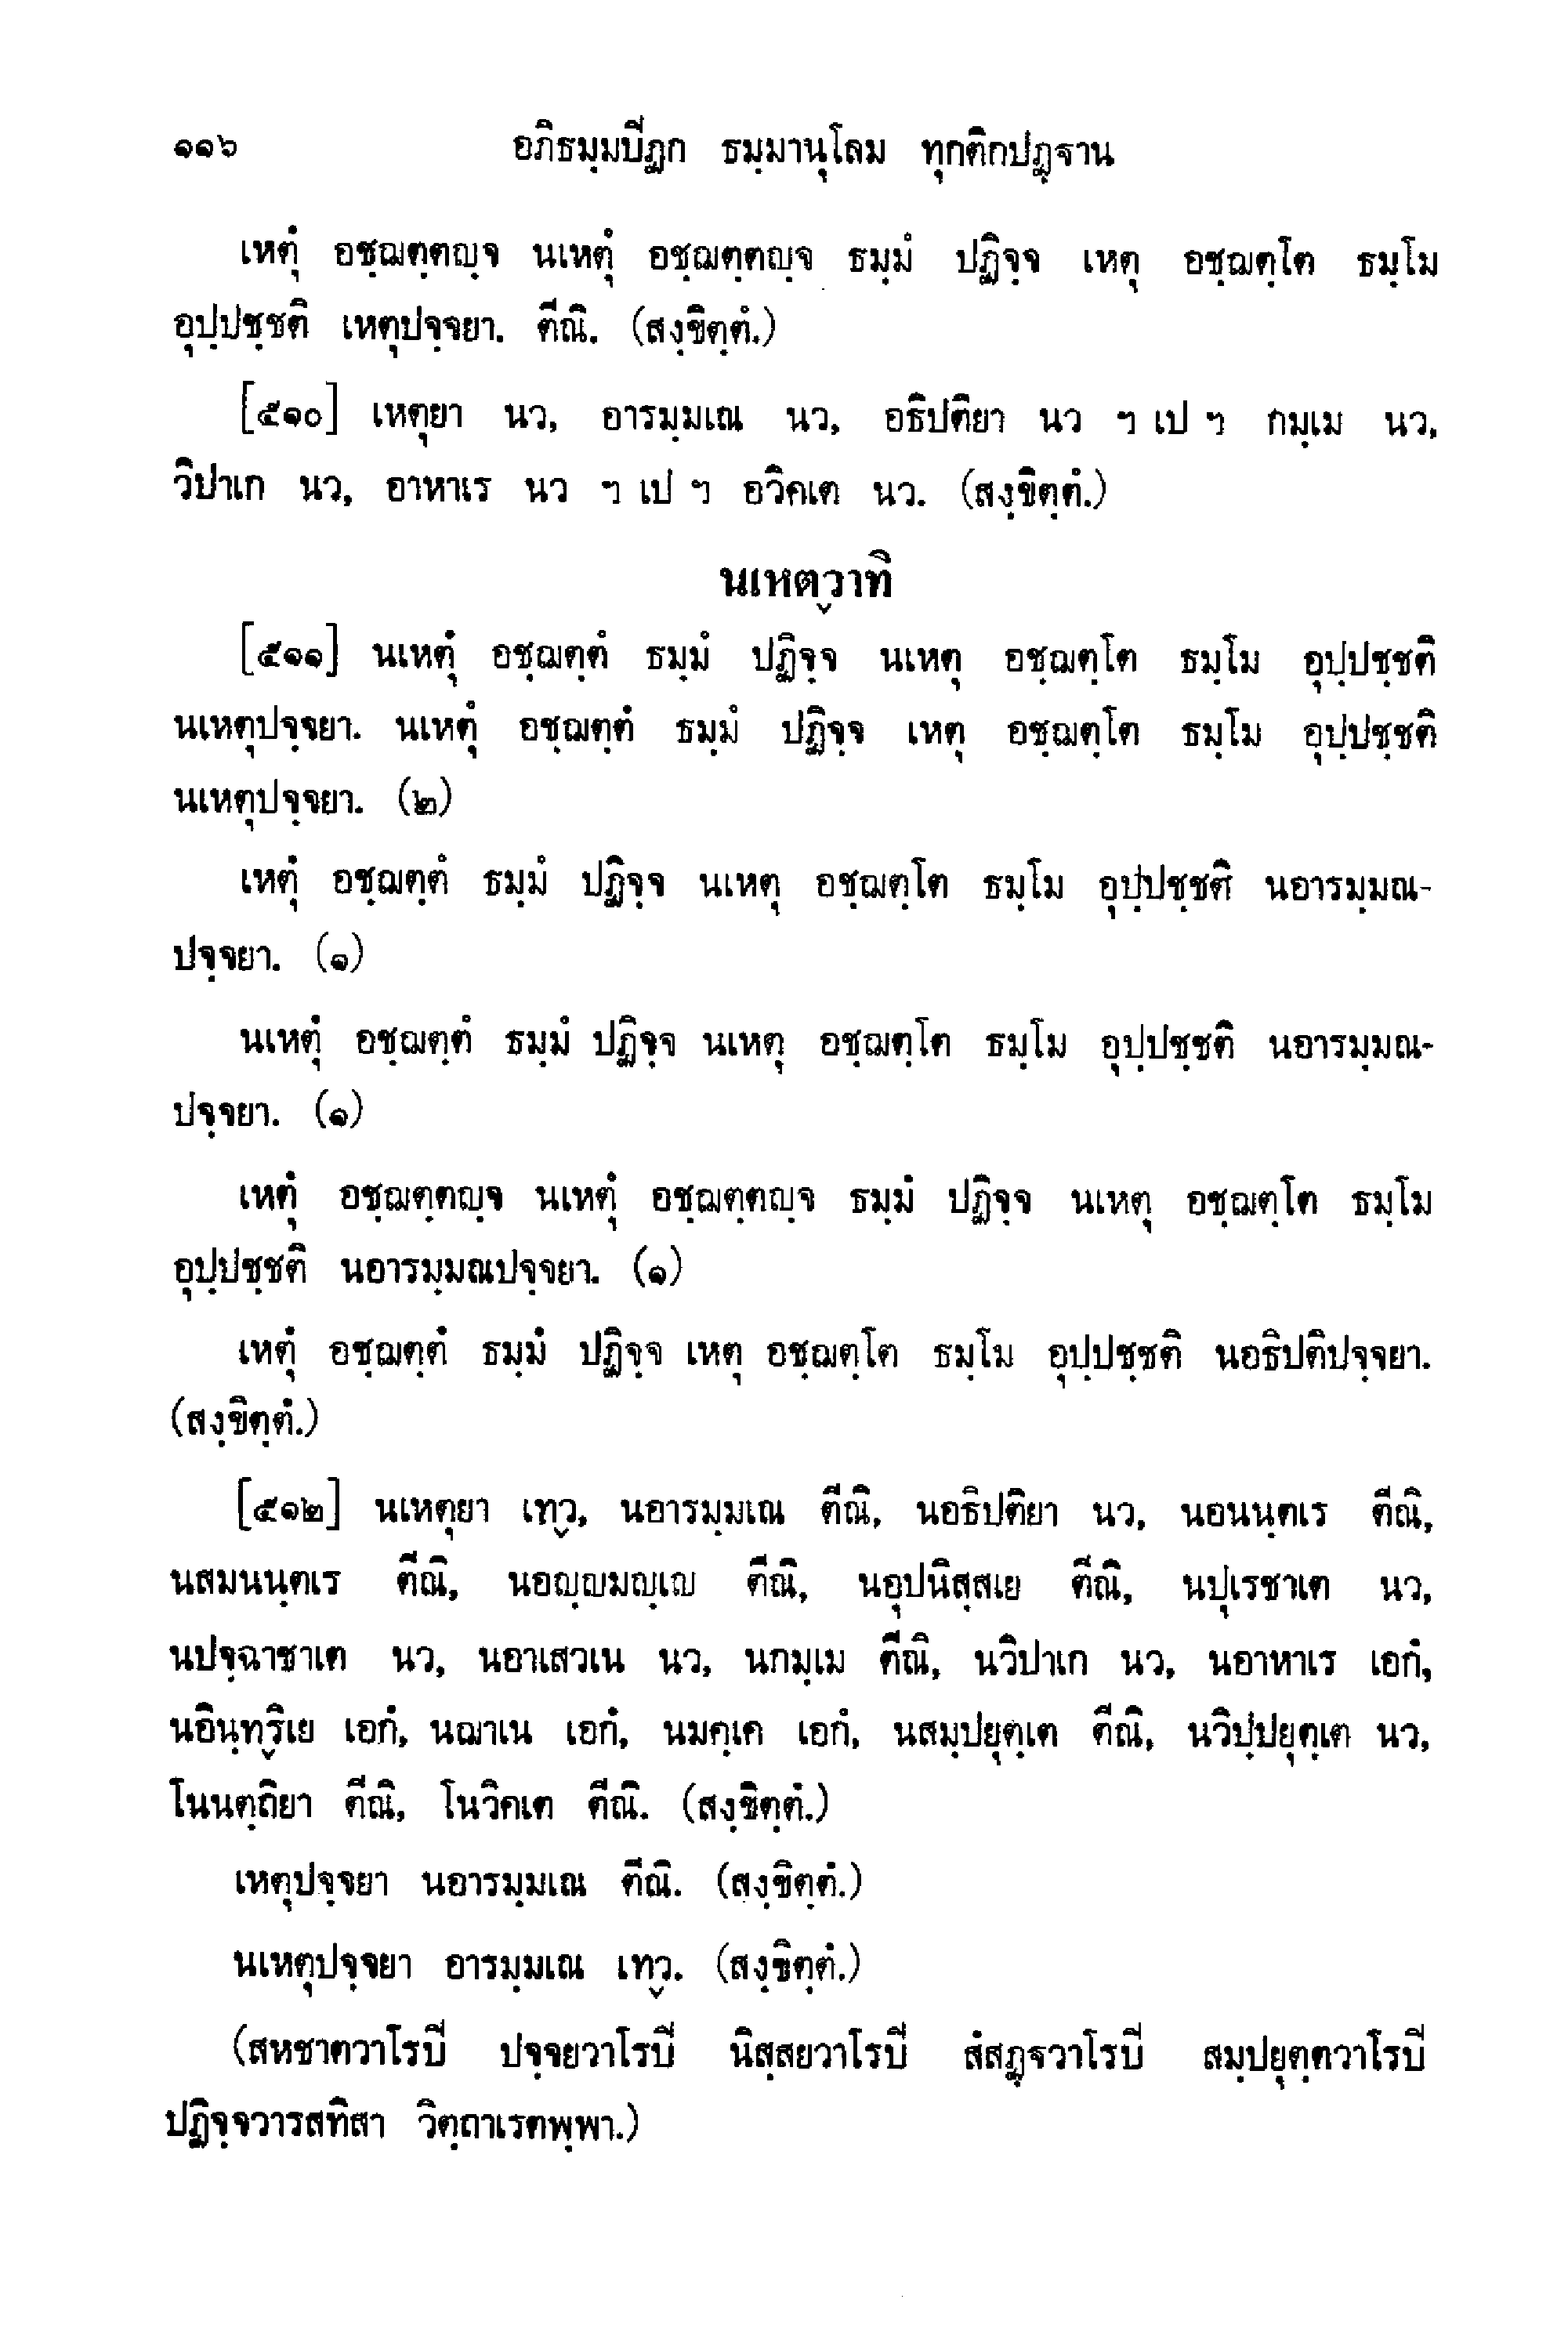 ๑๑๖ อภิธมฺมปีฏก ธมฺมานุโลม ทุกติกปฏฺฐาน
เหตุํ อชฺฌตฺตญฺจ นเหตุํ อชฺฌตฺตญฺจ ธมฺมํ ปฏิจฺจ เหตุ อชฺฌตฺโต ธมฺโม
อุปฺปชฺชติ เหตุปจฺจยา. ตีณิ. (สงฺขิตฺตํ.)
[๕๑๐] เหตุยา นว, อารมฺมเณ นว, อธิปติยา นว ฯ เป ฯ กมฺเม นว,
วิปาเก นว, อาหาเร นว ฯ เป ฯ อวิคเต นว. (สงฺขิตฺตํ.)
นเหตฺวาทิ
[๕๑๑] นเหตุํ อชฺฌตฺตํ ธมฺมํ ปฏิจฺจ นเหตุ อชฺฌตฺโต ธมฺโม อุปฺปชฺชติ
นเหตุปจฺจยา. นเหตุํ อชฺฌตฺตํ ธมฺมํ ปฏิจฺจ เหตุ อชฺฌตฺโต ธมฺโม อุปฺปชฺชติ
นเหตุปจฺจยา. (๒)
เหตุํ อชฺฌตฺตํ ธมฺมํ ปฏิจฺจ นเหตุ อชฺฌตฺโต ธมฺโม อุปฺปชฺชติ นอารมฺมณ-
ปจฺจยา. (๑)
นเหตุํ อชฺฌตฺตํ ธมฺมํ ปฏิจฺจ นเหตุ อชฺฌตฺโต ธมฺโม อุปฺปชฺชติ นอารมฺมณ-
ปจฺจยา. (๑)
เหตุํ อชฺฌตฺตญฺจ นเหตุํ อชฺฌตฺตญฺจ ธมฺมํ ปฏิจฺจ นเหตุ อชฺฌตฺโต ธมฺโม
อุปฺปชฺชติ นอารมฺมณปจฺจยา. (๑)
เหตุํ อชฺฌตฺตํ ธมฺมํ ปฏิจฺจ เหตุ อชฺฌตฺโต ธมฺโม อุปฺปชฺชติ นอธิปติปจฺจยา.
(สงฺขิตฺตํ.)
[๕๑๒] นเหตุยา เทฺว, นอารมฺมเณ ตีณิ, นอธิปติยา นว, นอนนฺตเร ตีณิ,
นสมนนฺตเร ตีณิ, นอญฺญมญฺเญ ตีณิ, นอุปนิสฺสเย ตีณิ, นปุเรชาเต นว,
นปจฺฉาชาเต นว, นอาเสวเน นว, นกมฺเม ตีณิ, นวิปาเก นว, นอาหาเร เอกํ,
นอินฺทฺริเย เอกํ, นฌาเน เอกํ, นมคฺเค เอกํ, นสมฺปยุตฺเต ตีณิ, นวิปฺปยุตฺเต นว,
โนนตฺถิยา ตีณิ, โนวิคเต ตีณิ. (สงฺขิตฺตํ.)
เหตุปจฺจยา นอารมฺมเณ ตีณิ. (สงฺขิตฺตํ.)
นเหตุปจฺจยา อารมฺมเณ เทฺว. (สงฺขิตฺตํ.)
(สหชาตวาโรปี ปจฺจยวาโรปี นิสฺสยวาโรปี สํสฏฺฐวาโรปี สมฺปยุตฺตวาโรปี
ปฏิจฺจวารสทิสา วิตฺถาเรตพฺพา.)